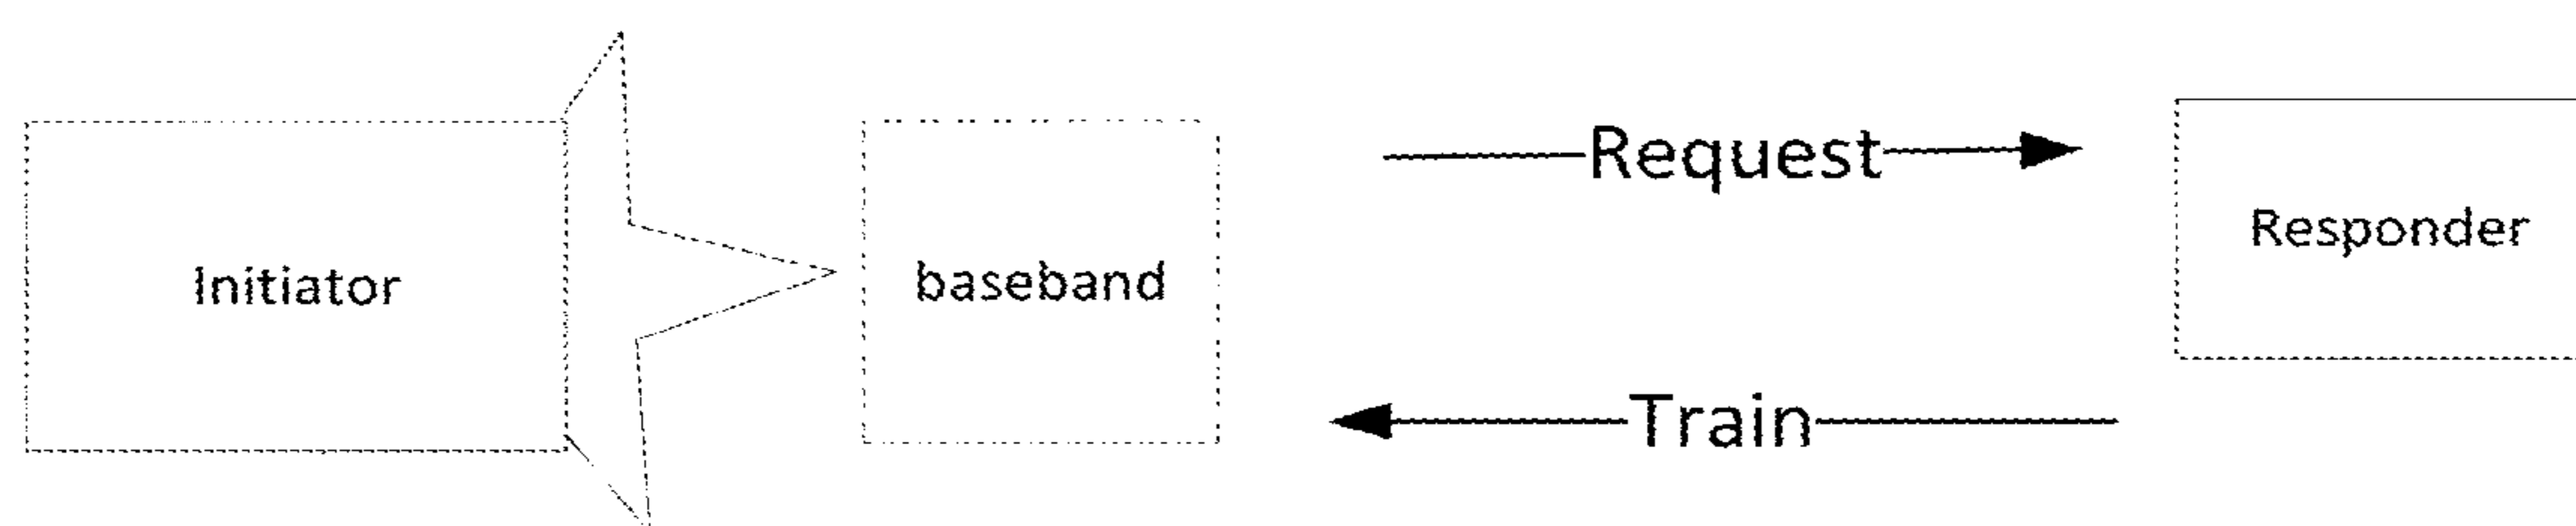 Initiator
baseband
Request
Train
Responder